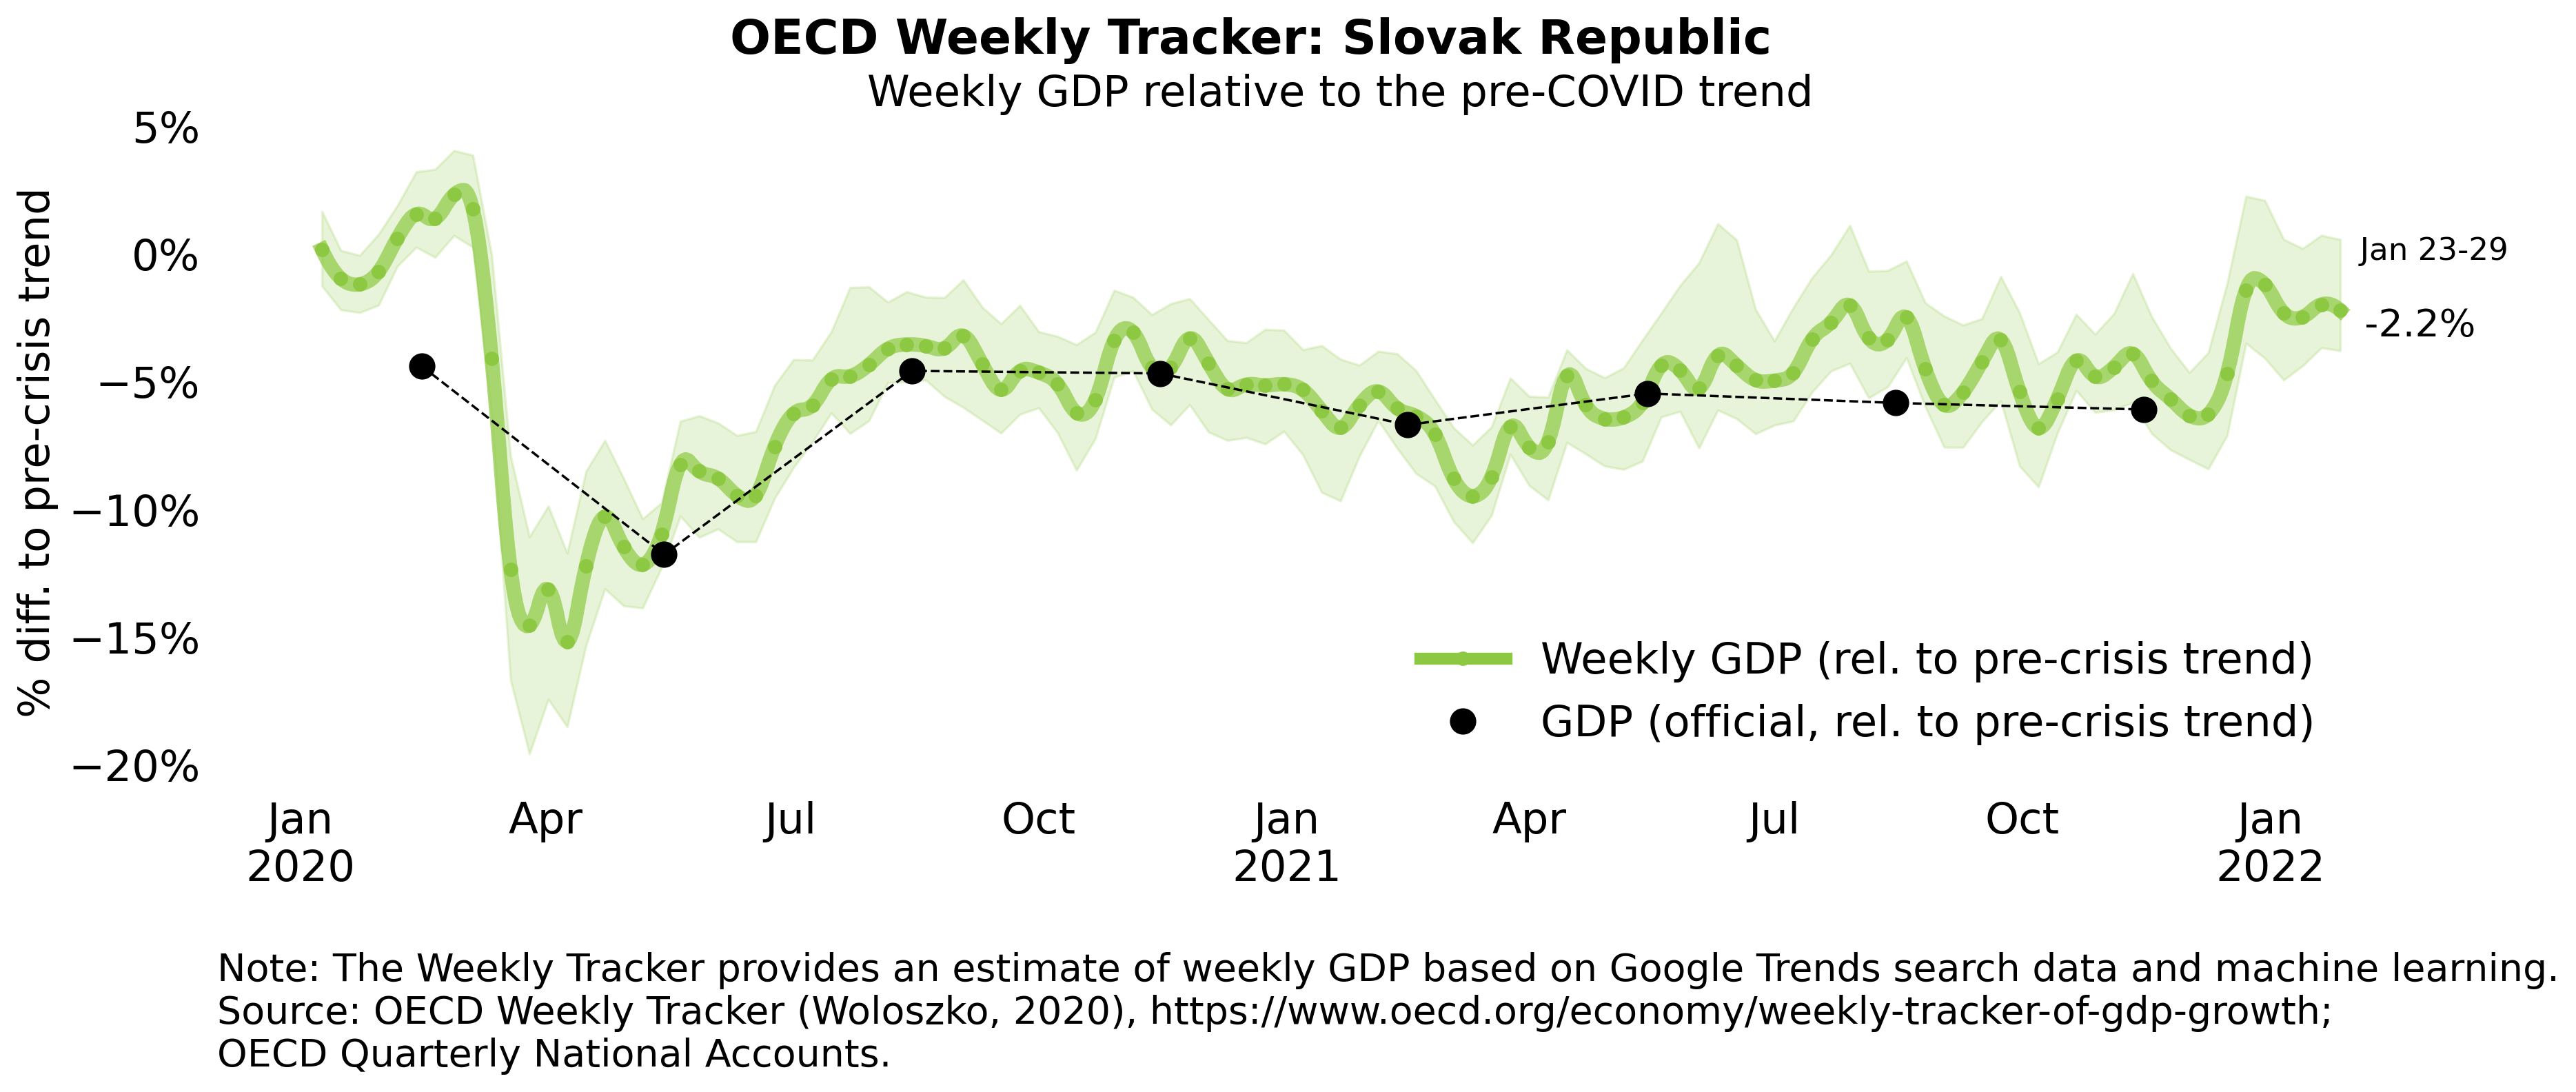 OECD Weekly Tracker: Slovak Republic
Weekly GDP relative to the pre-COVID trend
% diff. to pre-crisis trend
5%
0%
−5%
−10%
−15%
−20%
Jan 23-29
-2.2%
Weekly GDP (rel. to pre-crisis trend)
GDP (official, rel. to pre-crisis trend)
Jan Apr Jul Oct Jan Apr Jul Oct Jan
2020 2021 2022
Note: The Weekly Tracker provides an estimate of weekly GDP based on Google Trends search data and machine learning.
Source: OECD Weekly Tracker (Woloszko, 2020), https://www.oecd.org/economy/weekly-tracker-of-gdp-growth;
OECD Quarterly National Accounts.